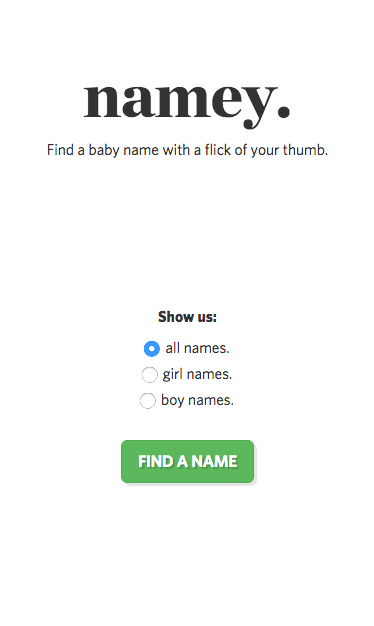 namey.
Find a baby name with a flick of your thumb.
Show us:
all names.
girl names.
boy names.
FIND A NAME